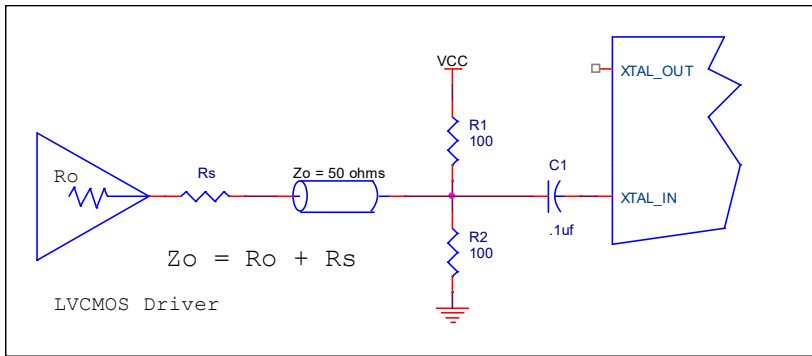 VCC
XTAL_OUT
R1
100
Ro
Rs
Zo = 50 ohms
C1
XTAL_IN
.1uf
R2
100
Zo = Ro + Rs
LVCMOS Driver